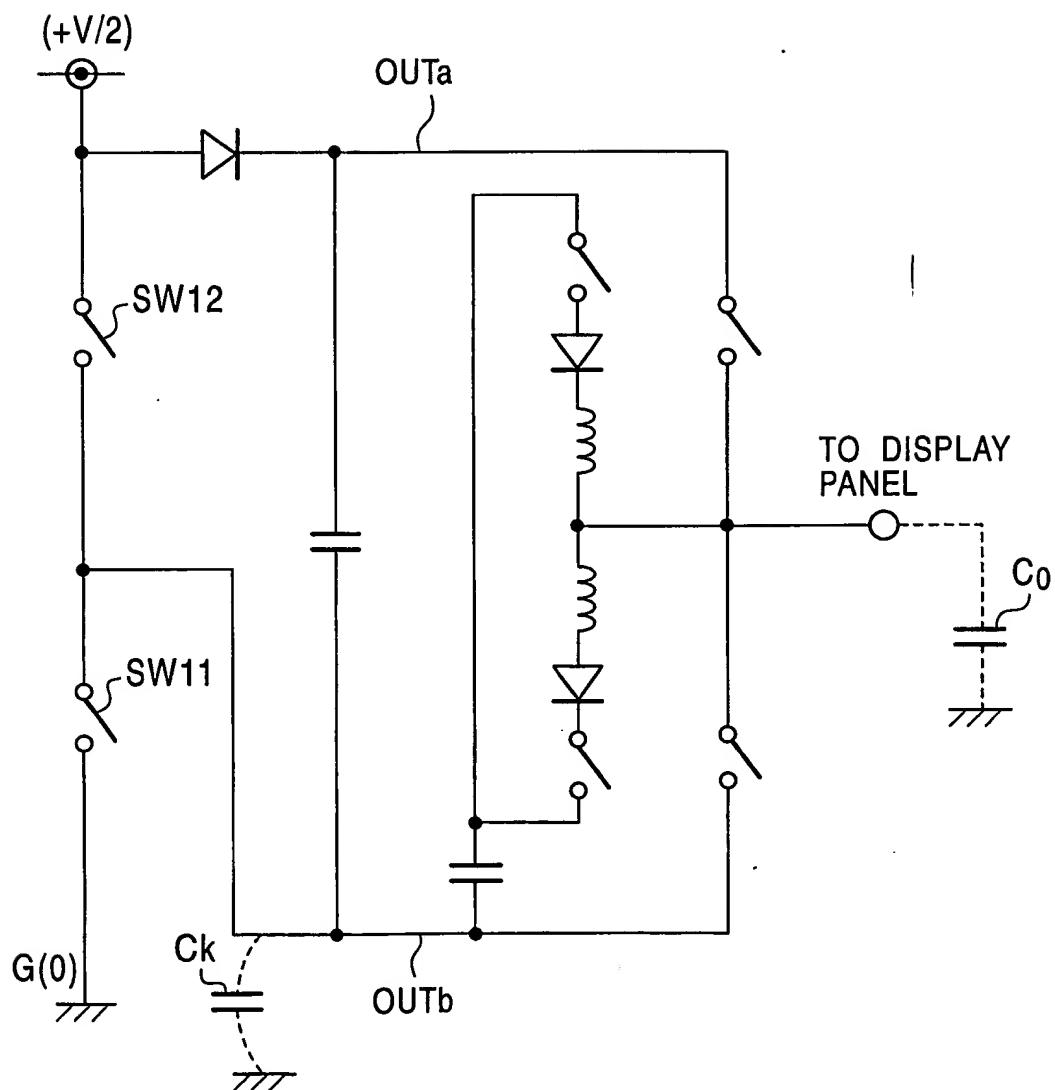 (+V/2)
OUTa
SW12
TO DISPLAY
PANEL
C0
SW11
Ck
G(0)
OUTb